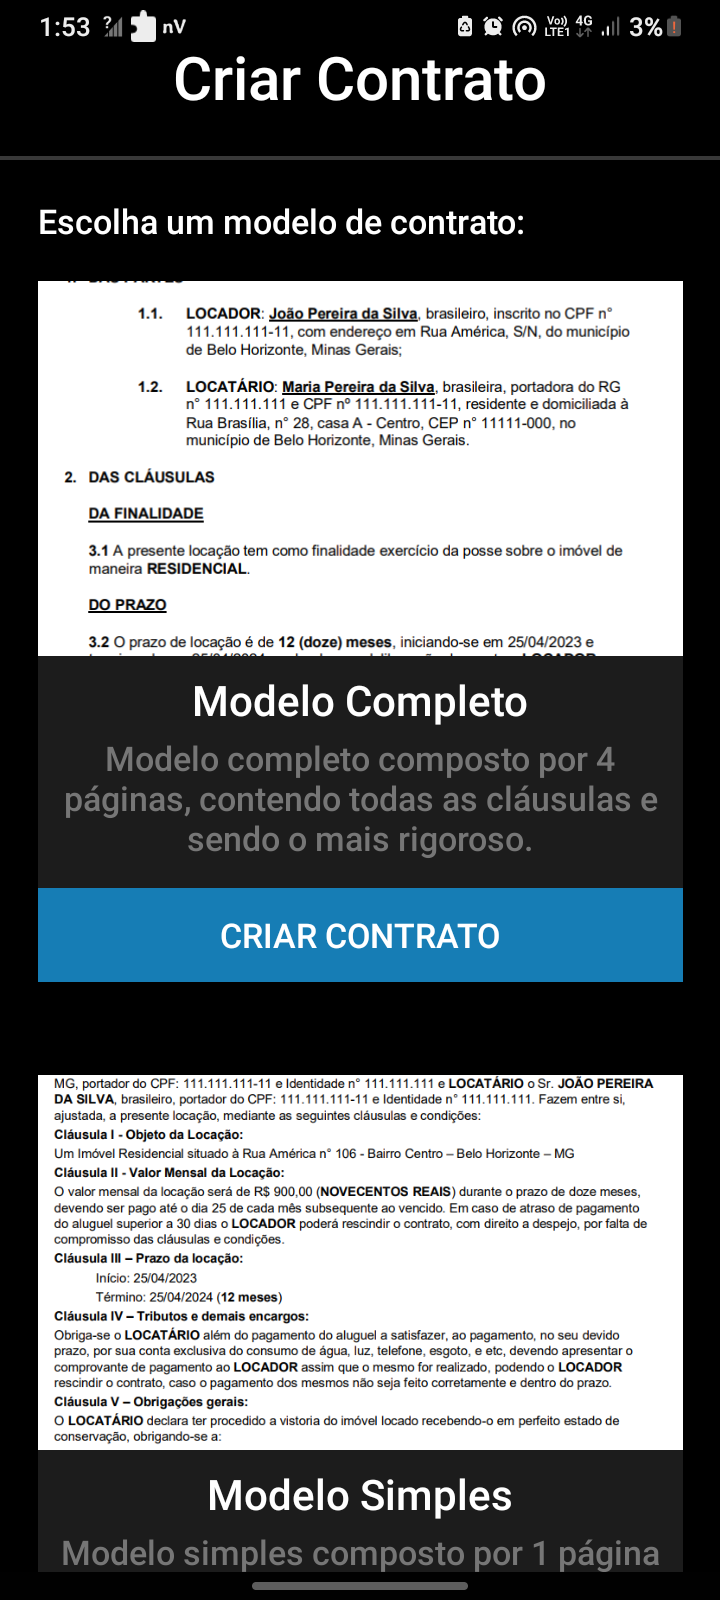 1:53 ? nV Vo)) LTE1 4G 3%
Criar Contrato
Escolha um modelo de contrato:
1.1. LOCADOR: João Pereira da Silva, brasileiro, inscrito no CPF n°
111.111.111-11, com endereço em Rua América, S/N, do município
de Belo Horizonte, Minas Gerais;
1.2. LOCATÁRIO: Maria Pereira da Silva, brasileira, portadora do RG
n° 111.111.111 e CPF nº 111.111.111-11, residente e domiciliada à
Rua Brasília, n° 28, casa A - Centro, CEP n° 11111-000, no
município de Belo Horizonte, Minas Gerais.
2. DAS CLÁUSULAS
DA FINALIDADE
3.1 A presente locação tem como finalidade exercício da posse sobre o imóvel de
maneira RESIDENCIAL.
DO PRAZO
3.2 O prazo de locação é de 12 (doze) meses, iniciando-se em 25/04/2023 e
Modelo Completo
Modelo completo composto por 4
páginas, contendo todas as cláusulas e
sendo o mais rigoroso.
CRIAR CONTRATO
MG, portador do CPF: 111.111.111-11 e Identidade n° 111.111.111 e LOCATÁRIO o Sr. JOÃO PEREIRA
DA SILVA, brasileiro, portador do CPF: 111.111.111-11 e Identidade n° 111.111.111. Fazem entre si,
ajustada, a presente locação, mediante as seguintes cláusulas e condições:
Cláusula I - Objeto da Locação:
Um Imóvel Residencial situado à Rua América n° 106 - Bairro Centro – Belo Horizonte – MG
Cláusula II - Valor Mensal da Locação:
O valor mensal da locação será de R$ 900,00 (NOVECENTOS REAIS) durante o prazo de doze meses,
devendo ser pago até o dia 25 de cada mês subsequente ao vencido. Em caso de atraso de pagamento
do aluguel superior a 30 dias o LOCADOR poderá rescindir o contrato, com direito a despejo, por falta de
compromisso das cláusulas e condições.
Cláusula III – Prazo da locação:
Início: 25/04/2023
Término: 25/04/2024 (12 meses)
Cláusula IV – Tributos e demais encargos:
Obriga-se o LOCATÁRIO além do pagamento do aluguel a satisfazer, ao pagamento, no seu devido
prazo, por sua conta exclusiva do consumo de água, luz, telefone, esgoto, e etc, devendo apresentar o
comprovante de pagamento ao LOCADOR assim que o mesmo for realizado, podendo o LOCADOR
rescindir o contrato, caso o pagamento dos mesmos não seja feito corretamente e dentro do prazo.
Cláusula V – Obrigações gerais:
O LOCATÁRIO declara ter procedido a vistoria do imóvel locado recebendo-o em perfeito estado de
conservação, obrigando-se a:
Modelo Simples
Modelo simples composto por 1 página